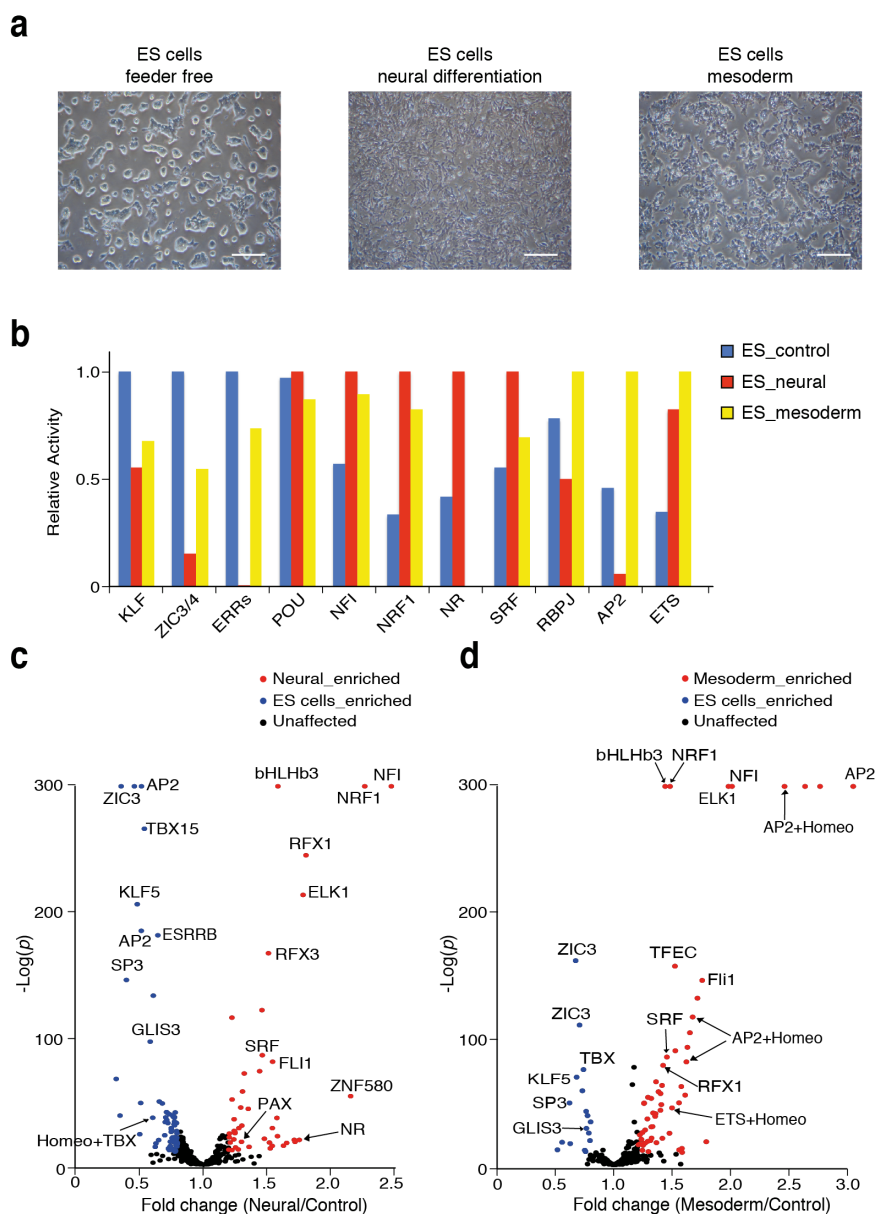 a
ES cells
feeder free
ES cells
neural differentiation
ES cells
mesoderm
b
Relative Activity
1.0
0.5
0
KLF
ZIC3/4
ERRs
POU
NFI
NRF1
NR
SRF
RBPJ
AP2
ETS
ES_control
ES_neural
ES_mesoderm
c
Neural_enriched
ES cells_enriched
Unaffected
-Log(p)
300
200
100
0
0
0.5
1.0
1.5
2.0
2.5
Fold change (Neural/Control)
AP2
ZIC3
TBX15
KLF5
AP2
ESRRB
SP3
GLIS3
Homeo+TBX
bHLHb3
NFI
NRF1
RFX1
ELK1
RFX3
SRF
FLI1
ZNF580
PAX
NR
d
Mesoderm_enriched
ES cells_enriched
Unaffected
-Log(p)
300
200
100
0
0
0.5
1.0
1.5
2.0
3.0
Fold change (Mesoderm/Control)
bHLHb3
NRF1
NFI
ELK1
AP2
AP2+Homeo
ZIC3
TFEC
Fli1
ZIC3
SRF
AP2+Homeo
TBX
KLF5
RFX1
SP3
ETS+Homeo
GLIS3